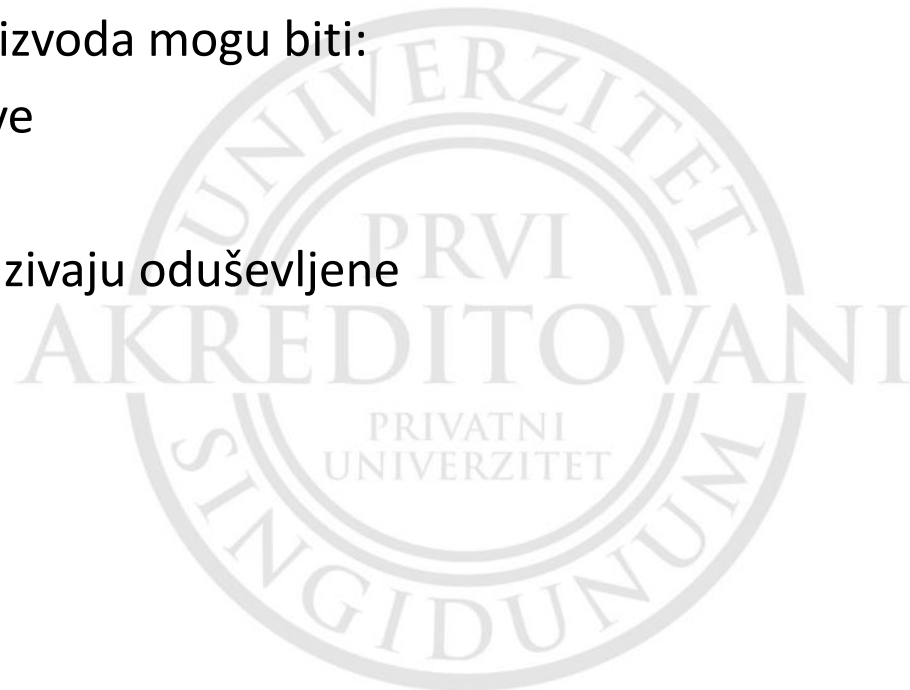 izvoda mogu biti:
ve
zivaju oduševljene
UNIVERZITET
PRVI
AKREDITOVANI
PRIVATNI
UNIVERZITET
SINGIDUNUM